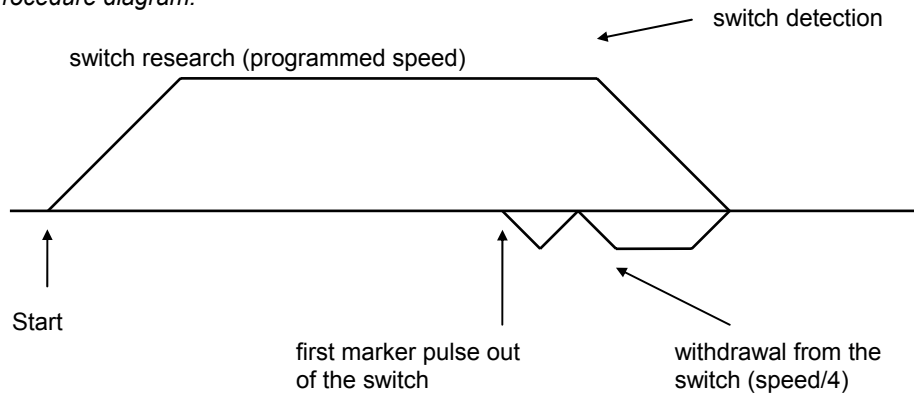 rocedure diagram:
switch detection
switch research (programmed speed)
Start
first marker pulse out
of the switch
withdrawal from the
switch (speed/4)